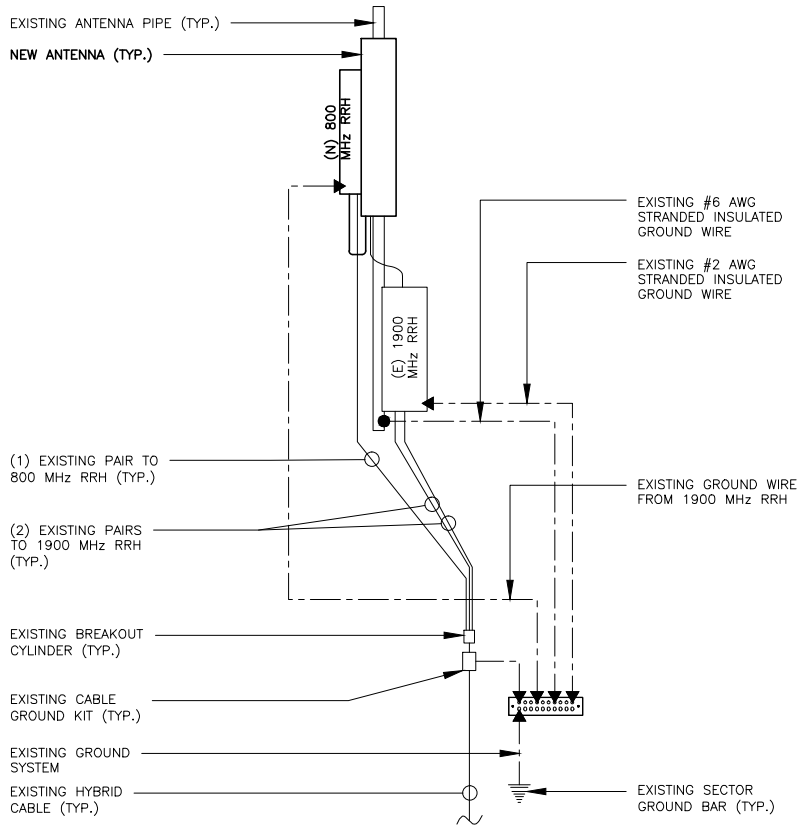 EXISTING ANTENNA PIPE (TYP.)
NEW ANTENNA (TYP.)
(N) 800
MHz RRH
EXISTING #6 AWG
STRANDED INSULATED
GROUND WIRE
EXISTING #2 AWG
STRANDED INSULATED
GROUND WIRE
(E) 1900
MHz RRH
(1) EXISTING PAIR TO
800 MHz RRH (TYP.)
EXISTING GROUND WIRE
FROM 1900 MHz RRH
(2) EXISTING PAIRS
TO 1900 MHz RRH
(TYP.)
EXISTING BREAKOUT
CYLINDER (TYP.)
EXISTING CABLE
GROUND KIT (TYP.)
EXISTING GROUND
SYSTEM
EXISTING HYBRID
CABLE (TYP.)
EXISTING SECTOR
GROUND BAR (TYP.)